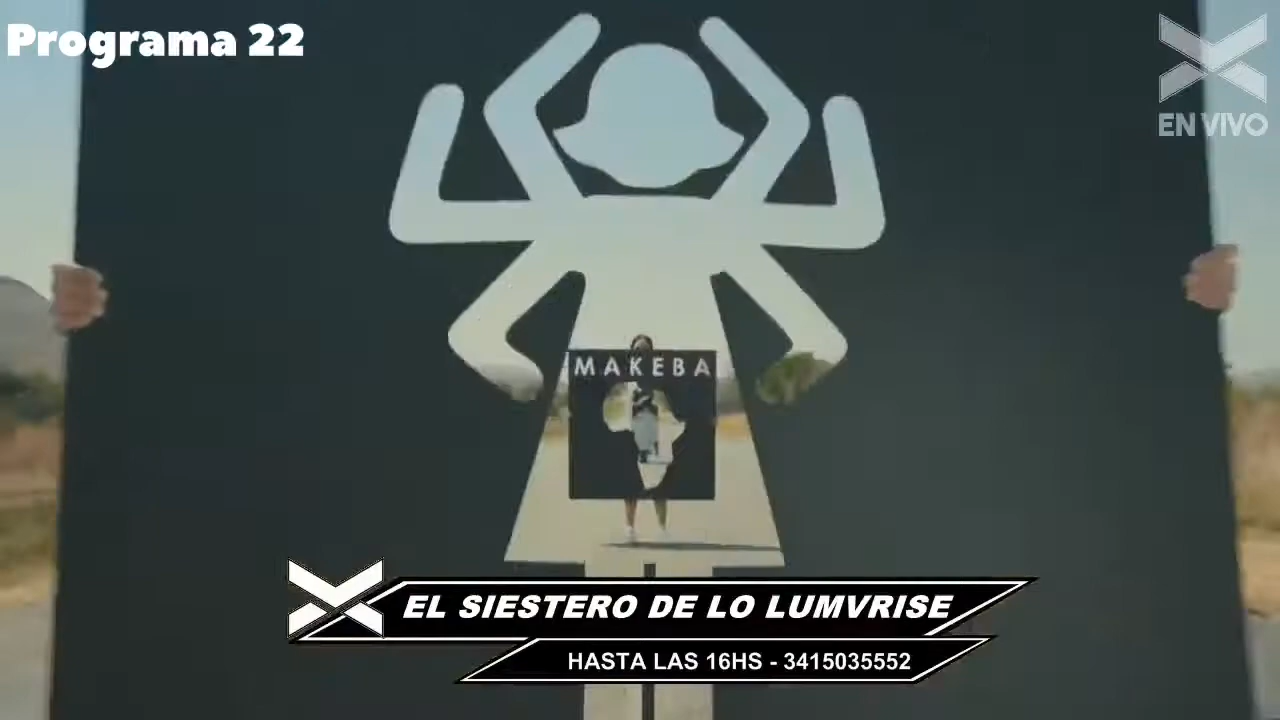 Programa 22
EN VIVO
MAKEBA
EL SIESTERO DE LO LUMVRISE
HASTA LAS 16HS - 3415035552